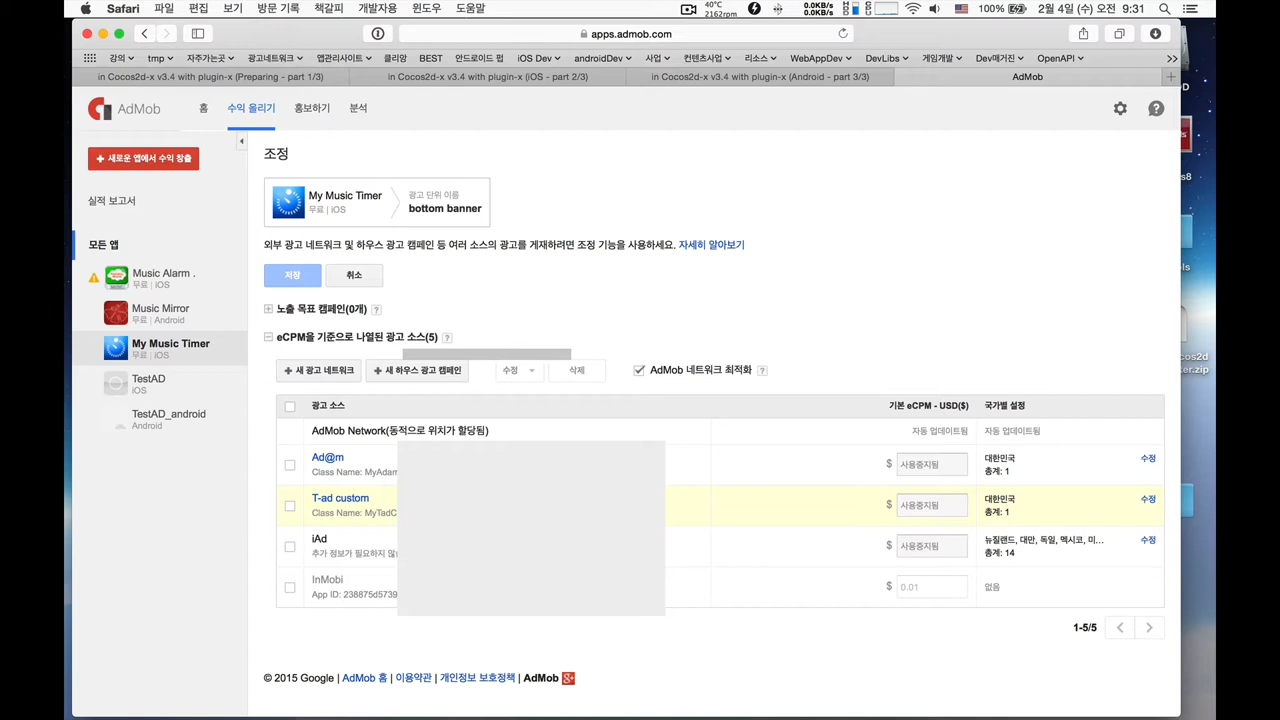 Safari 파일 편집 보기 방문 기록 책갈피 개발자용 윈도우 도움말 40°C 2162rpm 0.0KB/s 0.0KB/s 100% 2월 4일 (수) 오전 9:31
apps.admob.com
강의 tmp 자주가는곳 광고네트워크 앱관리사이트 클리앙 BEST 안드로이드 펍 iOS Dev androidDev 사업 컨텐츠사업 리소스 WebAppDev DevLibs 게임개발 Dev매거진 OpenAPI
in Cocos2d-x v3.4 with plugin-x (Preparing - part 1/3) in Cocos2d-x v3.4 with plugin-x (iOS - part 2/3) in Cocos2d-x v3.4 with plugin-x (Android - part 3/3) AdMob
AdMob 홈 수익 올리기 홍보하기 분석
+ 새로운 앱에서 수익 창출
실적 보고서
모든 앱
Music Alarm .
무료 | iOS
Music Mirror
무료 | Android
My Music Timer
무료 | iOS
TestAD
iOS
TestAD_android
Android
조정
My Music Timer
무료 | iOS
광고 단위 이름
bottom banner
외부 광고 네트워크 및 하우스 광고 캠페인 등 여러 소스의 광고를 게재하려면 조정 기능을 사용하세요. 자세히 알아보기
저장 취소
노출 목표 캠페인(0개) ?
eCPM을 기준으로 나열된 광고 소스(5) ?
+ 새 광고 네트워크 + 새 하우스 광고 캠페인 수정 삭제 AdMob 네트워크 최적화 ?
광고 소스 기본 eCPM - USD($) 국가별 설정
AdMob Network(동적으로 위치가 할당됨) 자동 업데이트됨 자동 업데이트됨
Ad@m $ 사용중지됨 대한민국 수정
Class Name: MyAdam 총계: 1
T-ad custom $ 사용중지됨 대한민국 수정
Class Name: MyTadC 총계: 1
iAd $ 사용중지됨 뉴질랜드, 대만, 독일, 멕시코, 미... 수정
추가 정보가 필요하지 않 총계: 14
InMobi $ 0.01 없음
App ID: 238875d5739
1-5/5
© 2015 Google | AdMob 홈 | 이용약관 | 개인정보 보호정책 | AdMob g+